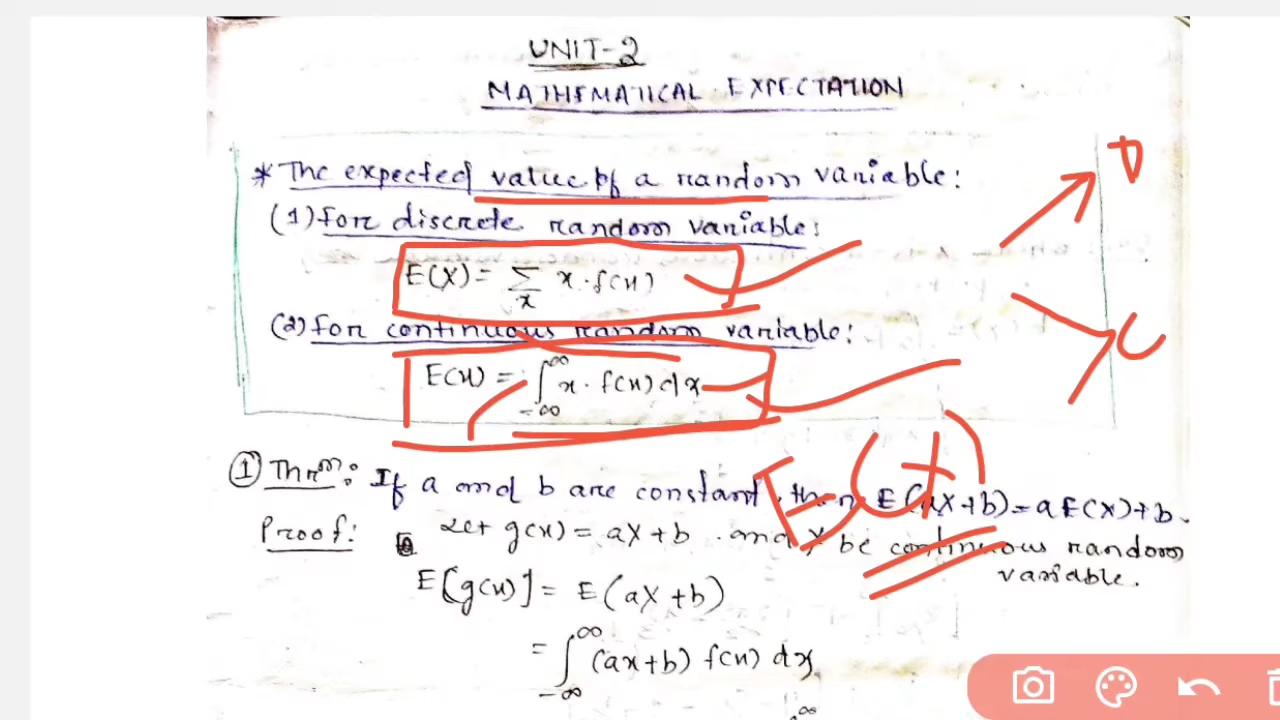 UNIT-2
MATHEMATICAL EXPECTATION
* The expected value of a random variable:
(1) for discrete random variable:
E(X) = ∑x x·f(x)
(2) for continuous random variable:
E(x) = ∫_{-∞}^{∞} x·f(x)dx
D
C
E(X)
① Thrm: If a and b are constant, then E(aX+b)=aE(X)+b.
Proof: Let g(x) = aX+b. and X be continuous random
variable.
E[g(x)] = E(aX+b)
= ∫_{-∞}^{∞} (ax+b) f(x) dx
∞